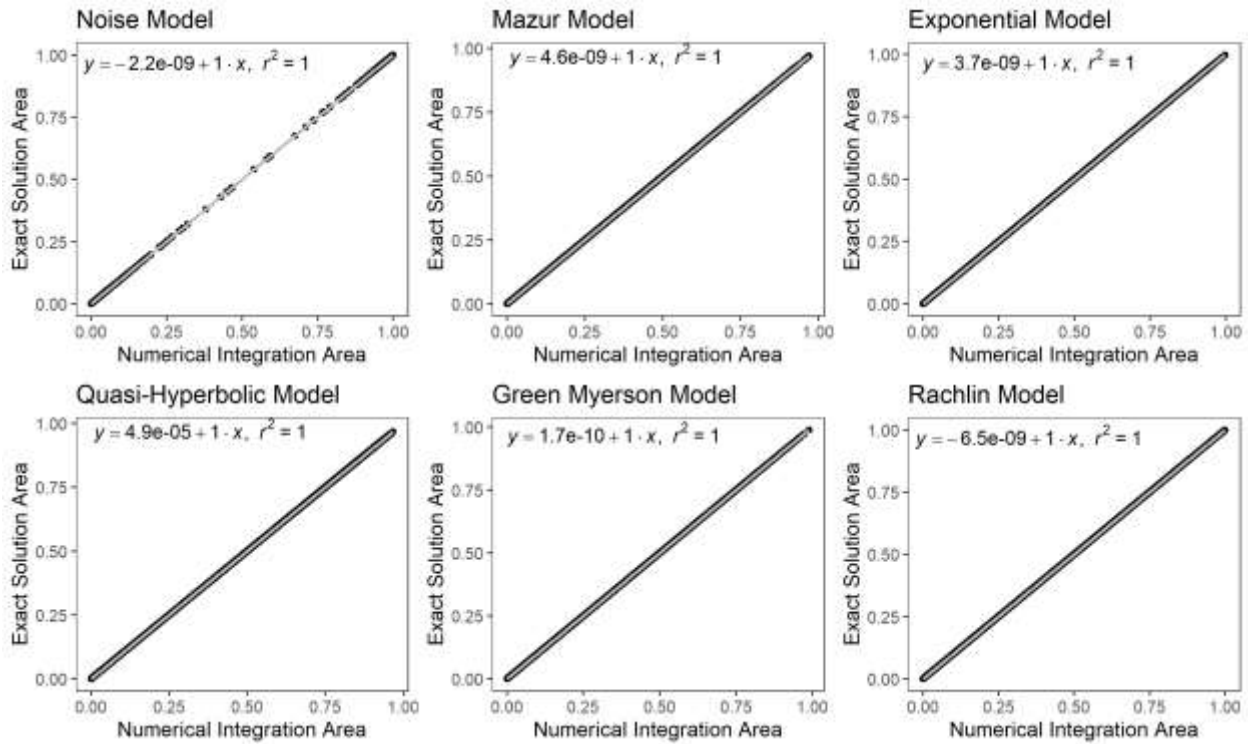 Noise Model
1.00
0.75
0.50
0.25
0.00
y = −2.2e-09 + 1 · x, r² = 1
Exact Solution Area
0.00 0.25 0.50 0.75 1.00
Numerical Integration Area
Mazur Model
1.00
0.75
0.50
0.25
0.00
y = 4.6e-09 + 1 · x, r² = 1
Exact Solution Area
0.00 0.25 0.50 0.75 1.00
Numerical Integration Area
Exponential Model
1.00
0.75
0.50
0.25
0.00
y = 3.7e-09 + 1 · x, r² = 1
Exact Solution Area
0.00 0.25 0.50 0.75 1.00
Numerical Integration Area
Quasi-Hyperbolic Model
1.00
0.75
0.50
0.25
0.00
y = 4.9e-05 + 1 · x, r² = 1
Exact Solution Area
0.00 0.25 0.50 0.75 1.00
Numerical Integration Area
Green Myerson Model
1.00
0.75
0.50
0.25
0.00
y = 1.7e-10 + 1 · x, r² = 1
Exact Solution Area
0.00 0.25 0.50 0.75 1.00
Numerical Integration Area
Rachlin Model
1.00
0.75
0.50
0.25
0.00
y = −6.5e-09 + 1 · x, r² = 1
Exact Solution Area
0.00 0.25 0.50 0.75 1.00
Numerical Integration Area